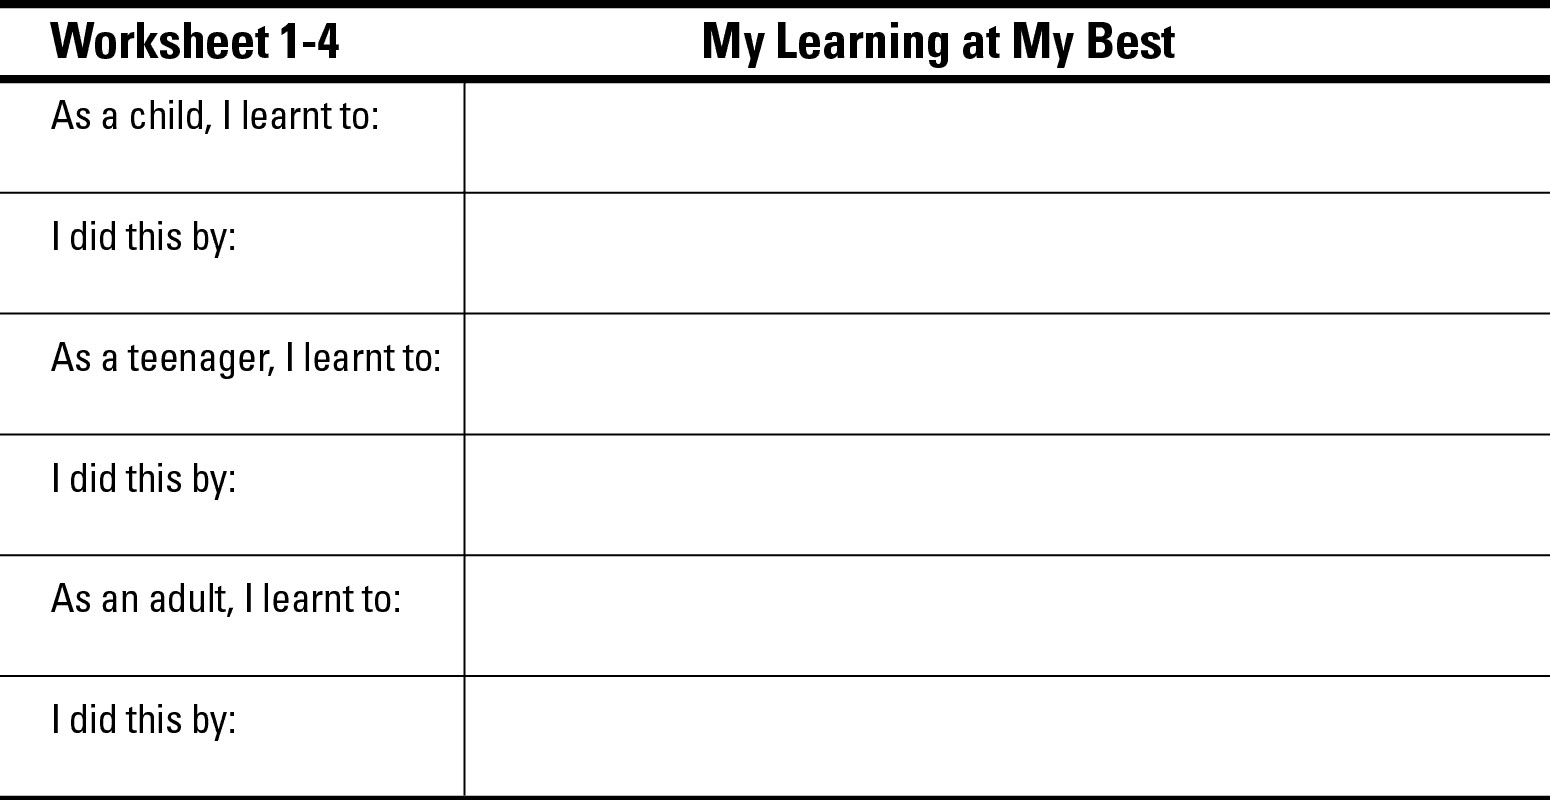 Worksheet 1-4 My Learning at My Best
As a child, I learnt to:
I did this by:
As a teenager, I learnt to:
I did this by:
As an adult, I learnt to:
I did this by: